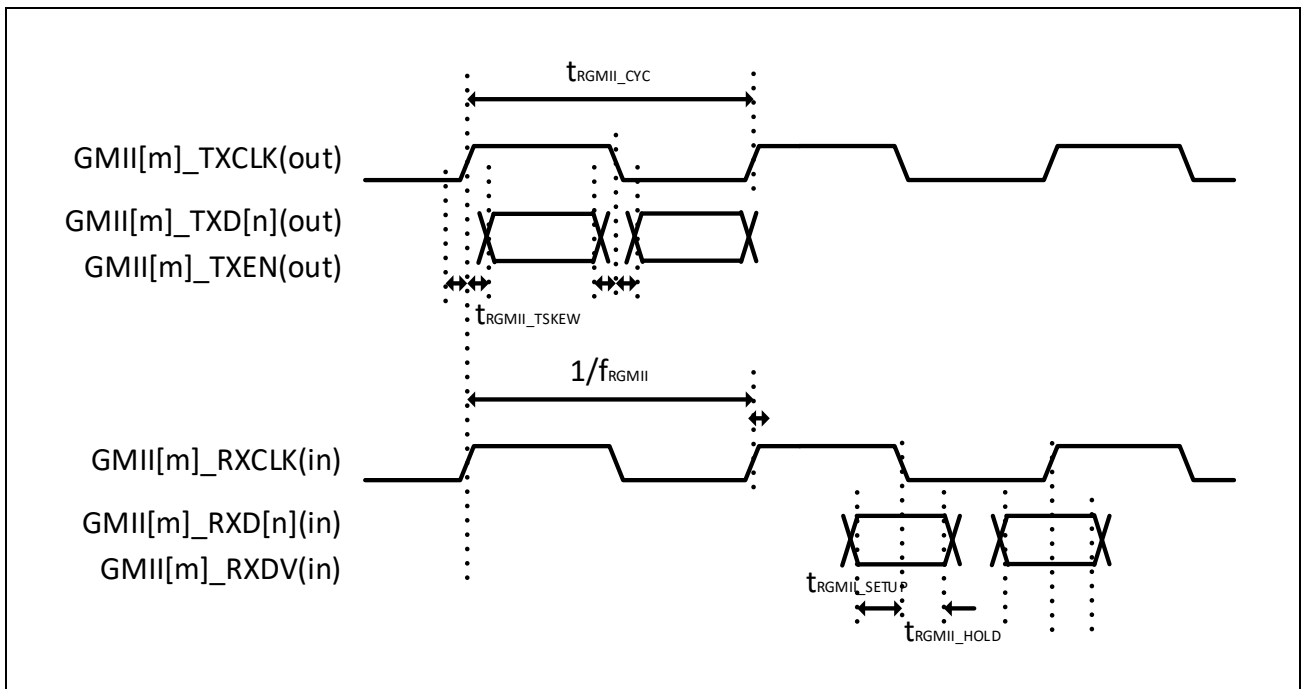 tRGMII_CYC
GMII[m]_TXCLK(out)
GMII[m]_TXD[n](out)
GMII[m]_TXEN(out)
tRGMII_TSKEW
1/fRGMII
GMII[m]_RXCLK(in)
GMII[m]_RXD[n](in)
GMII[m]_RXDV(in)
tRGMII_SETUP
tRGMII_HOLD